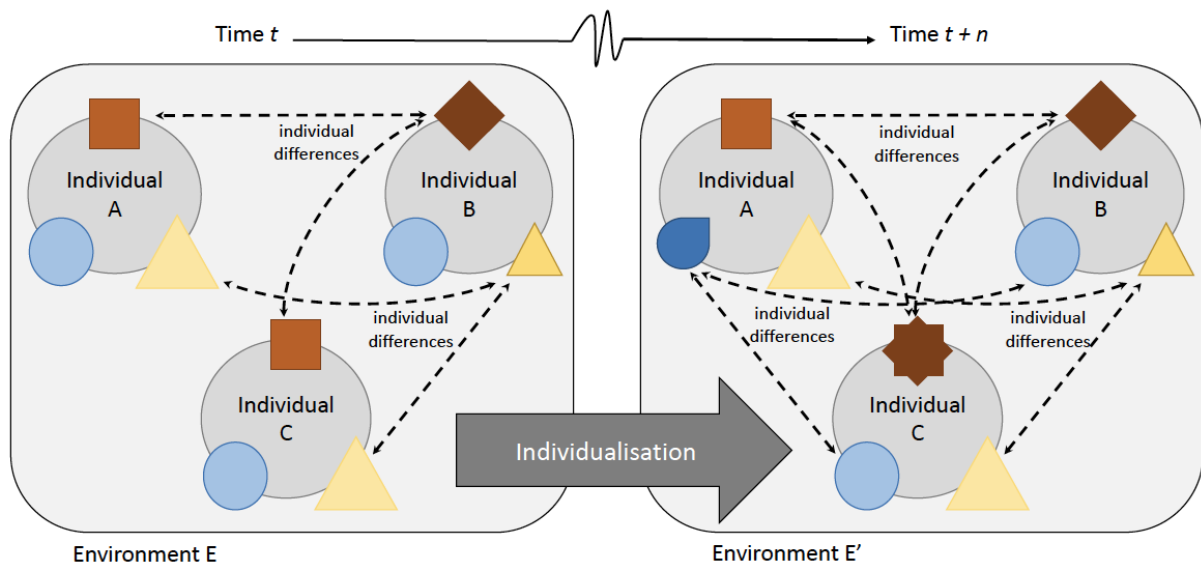 Time t
Time t + n
individual
differences
Individual
A
Individual
B
individual
differences
Individual
C
Environment E
Individualisation
individual
differences
Individual
A
Individual
B
individual
differences
individual
differences
Individual
C
Environment E’